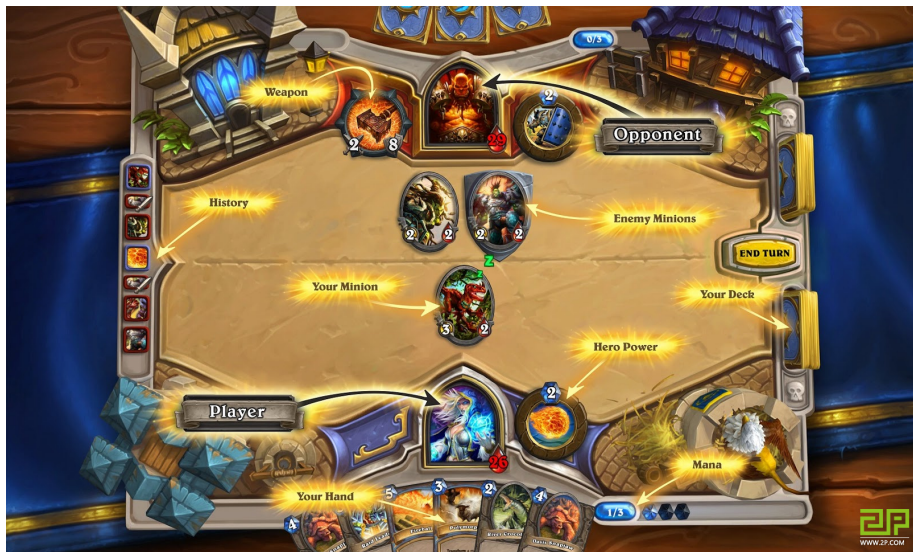 0/3
Weapon
2
29
Opponent
2
8
History
2
2
2
2
Enemy Minions
END TURN
Z
z
Your Minion
Your Deck
3
2
Hero Power
2
Player
26
Mana
Your Hand
4
5
3
2
4
1/3
2P
WWW.2P.COM